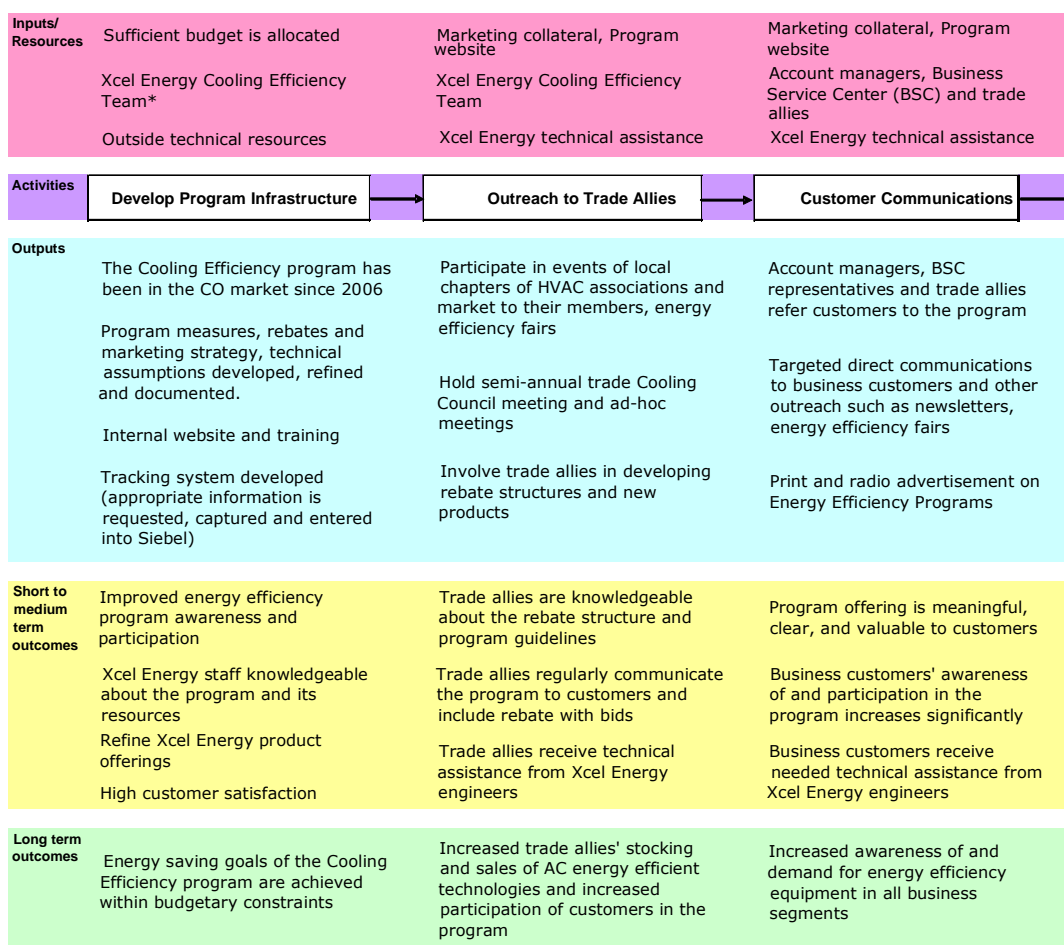 Inputs/
Resources
Sufficient budget is allocated
Xcel Energy Cooling Efficiency
Team*
Outside technical resources
Marketing collateral, Program
website
Xcel Energy Cooling Efficiency
Team
Xcel Energy technical assistance
Marketing collateral, Program
website
Account managers, Business
Service Center (BSC) and trade
allies
Xcel Energy technical assistance
Activities
Develop Program Infrastructure
Outreach to Trade Allies
Customer Communications
Outputs
The Cooling Efficiency program has
been in the CO market since 2006
Program measures, rebates and
marketing strategy, technical
assumptions developed, refined
and documented.
Internal website and training
Tracking system developed
(appropriate information is
requested, captured and entered
into Siebel)
Participate in events of local
chapters of HVAC associations and
market to their members, energy
efficiency fairs
Hold semi-annual trade Cooling
Council meeting and ad-hoc
meetings
Involve trade allies in developing
rebate structures and new
products
Account managers, BSC
representatives and trade allies
refer customers to the program
Targeted direct communications
to business customers and other
outreach such as newsletters,
energy efficiency fairs
Print and radio advertisement on
Energy Efficiency Programs
Short to
medium
term
outcomes
Improved energy efficiency
program awareness and
participation
Xcel Energy staff knowledgeable
about the program and its
resources
Refine Xcel Energy product
offerings
High customer satisfaction
Trade allies are knowledgeable
about the rebate structure and
program guidelines
Trade allies regularly communicate
the program to customers and
include rebate with bids
Trade allies receive technical
assistance from Xcel Energy
engineers
Program offering is meaningful,
clear, and valuable to customers
Business customers' awareness
of and participation in the
program increases significantly
Business customers receive
needed technical assistance from
Xcel Energy engineers
Long term
outcomes
Energy saving goals of the Cooling
Efficiency program are achieved
within budgetary constraints
Increased trade allies' stocking
and sales of AC energy efficient
technologies and increased
participation of customers in the
program
Increased awareness of and
demand for energy efficiency
equipment in all business
segments